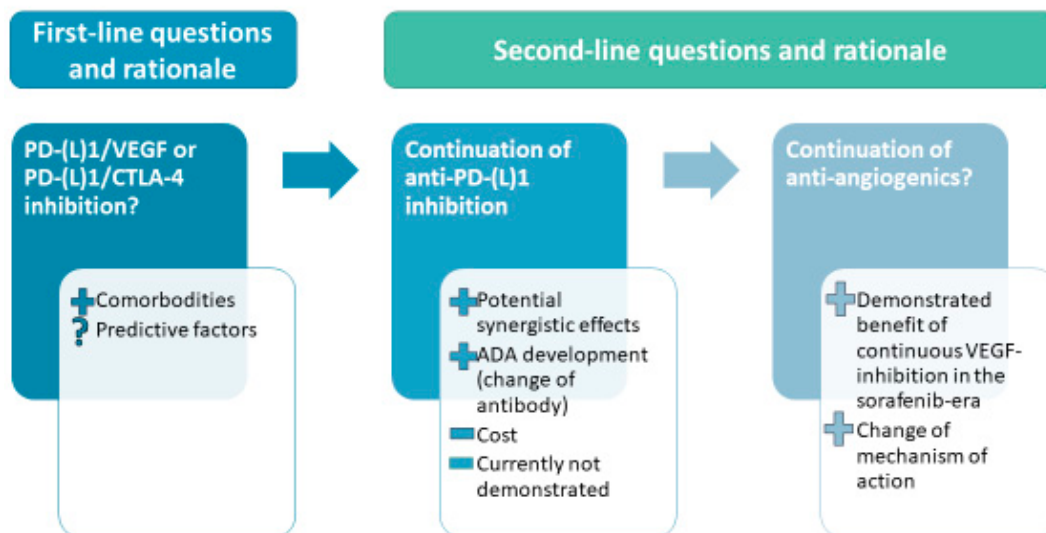 First-line questions
and rationale
Second-line questions and rationale
PD-(L)1/VEGF or
PD-(L)1/CTLA-4
inhibition?
+ Comorbodities
? Predictive factors
Continuation of
anti-PD-(L)1
inhibition
+ Potential
synergistic effects
+ ADA development
(change of
antibody)
- Cost
- Currently not
demonstrated
Continuation of
anti-angiogenics?
+ Demonstrated
benefit of
continuous VEGF-
inhibition in the
sorafenib-era
+ Change of
mechanism of
action